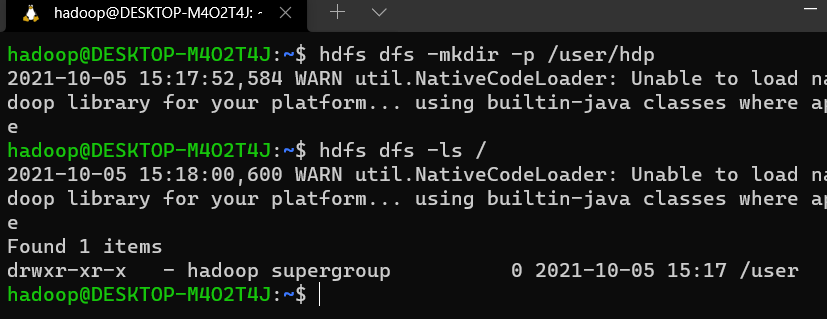 hadoop@DESKTOP-M4O2T4J: ~
hadoop@DESKTOP-M4O2T4J:~$ hdfs dfs -mkdir -p /user/hdp
2021-10-05 15:17:52,584 WARN util.NativeCodeLoader: Unable to load na
doop library for your platform... using builtin-java classes where ap
e
hadoop@DESKTOP-M4O2T4J:~$ hdfs dfs -ls /
2021-10-05 15:18:00,600 WARN util.NativeCodeLoader: Unable to load na
doop library for your platform... using builtin-java classes where ap
e
Found 1 items
drwxr-xr-x   - hadoop supergroup          0 2021-10-05 15:17 /user
hadoop@DESKTOP-M4O2T4J:~$